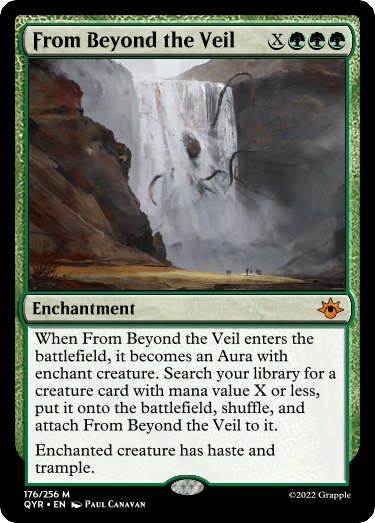 From Beyond the Veil X
Enchantment
When From Beyond the Veil enters the
battlefield, it becomes an Aura with
enchant creature. Search your library for a
creature card with mana value X or less,
put it onto the battlefield, shuffle, and
attach From Beyond the Veil to it.
Enchanted creature has haste and
trample.
176/256 M
QYR • EN Paul Canavan
©2022 Grapple